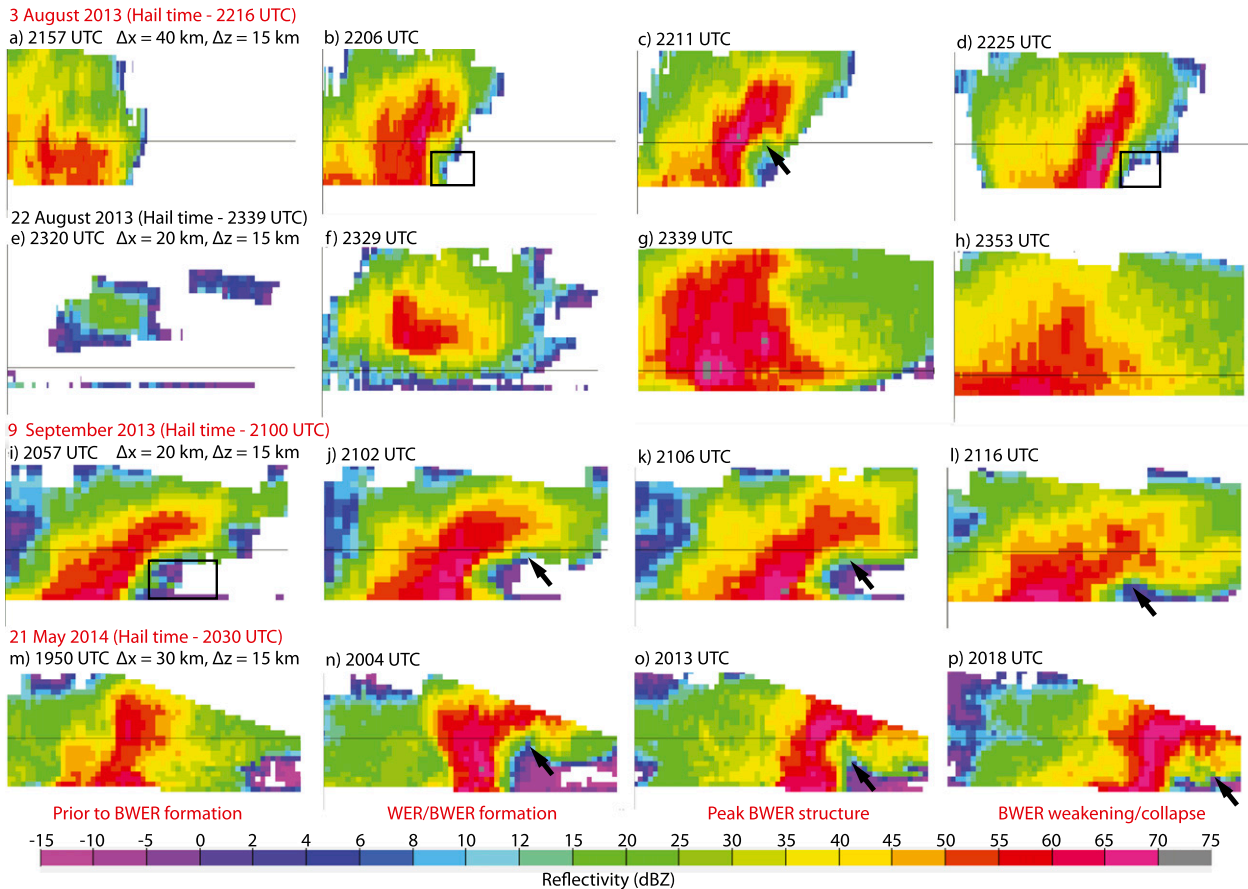 3 August 2013 (Hail time - 2216 UTC)
a) 2157 UTC Δx = 40 km, Δz = 15 km
b) 2206 UTC
c) 2211 UTC
d) 2225 UTC
22 August 2013 (Hail time - 2339 UTC)
e) 2320 UTC Δx = 20 km, Δz = 15 km
f) 2329 UTC
g) 2339 UTC
h) 2353 UTC
9 September 2013 (Hail time - 2100 UTC)
i) 2057 UTC Δx = 20 km, Δz = 15 km
j) 2102 UTC
k) 2106 UTC
l) 2116 UTC
21 May 2014 (Hail time - 2030 UTC)
m) 1950 UTC Δx = 30 km, Δz = 15 km
n) 2004 UTC
o) 2013 UTC
p) 2018 UTC
Prior to BWER formation
WER/BWER formation
Peak BWER structure
BWER weakening/collapse
-15 -10 -5 0 2 4 6 8 10 12 15 20 21 30 35 40 45 50 55 60 65 70 75
Reflectivity (dBZ)